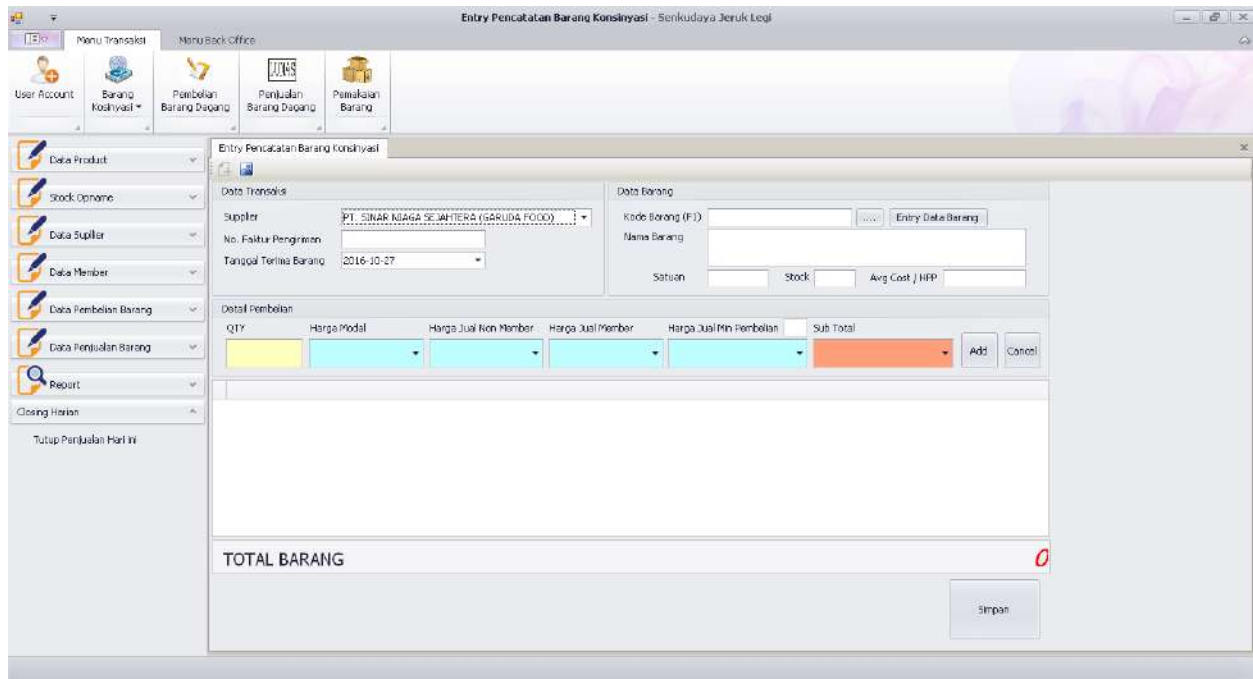 Entry Pencatatan Barang Konsinyasi - Senkudaya Jeruk Legi
Menu Transaksi Menu Back Office
User Account
Barang Kosinyasi
Pembelian Barang Dagang
LUNAS
Penjualan Barang Dagang
Pemakaian Barang
Data Product
Stock Opname
Data Suplier
Data Member
Data Pembelian Barang
Data Penjualan Barang
Report
Closing Harian
Tutup Penjualan Hari ini
Entry Pencatatan Barang Konsinyasi
Data Transaksi
Supplier PT. SINAR NIAGA SEJAHTERA (GARUDA FOOD)
No. Faktur Pengiriman
Tanggal Terima Barang 2016-10-27
Data Barang
Kode Barang (F1) ..... Entry Data Barang
Nama Barang
Satuan Stock Avg Cost / HPP
Detail Pembelian
QTY Harga Modal Harga Jual Non Member Harga Jual Member Harga Jual Min Pembelian Sub Total
Add Cancel
TOTAL BARANG 0
Simpan